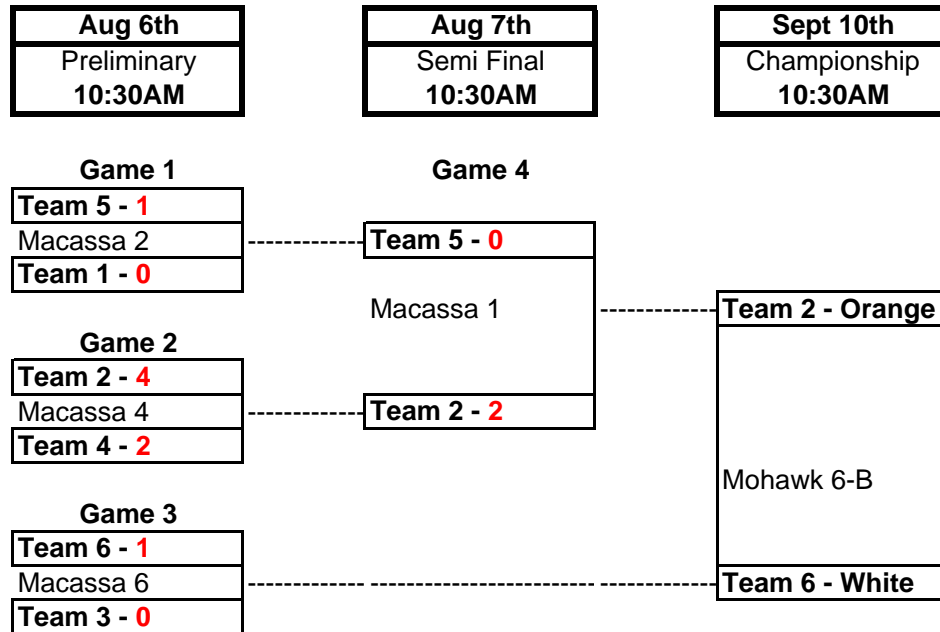 Aug 6th
Preliminary
10:30AM
Aug 7th
Semi Final
10:30AM
Sept 10th
Championship
10:30AM
Game 1
Team 5 - 1
Macassa 2
Team 1 - 0
Game 2
Team 2 - 4
Macassa 4
Team 4 - 2
Game 3
Team 6 - 1
Macassa 6
Team 3 - 0
Game 4
Team 5 - 0
Macassa 1
Team 2 - 2
Team 2 - Orange
Mohawk 6-B
Team 6 - White